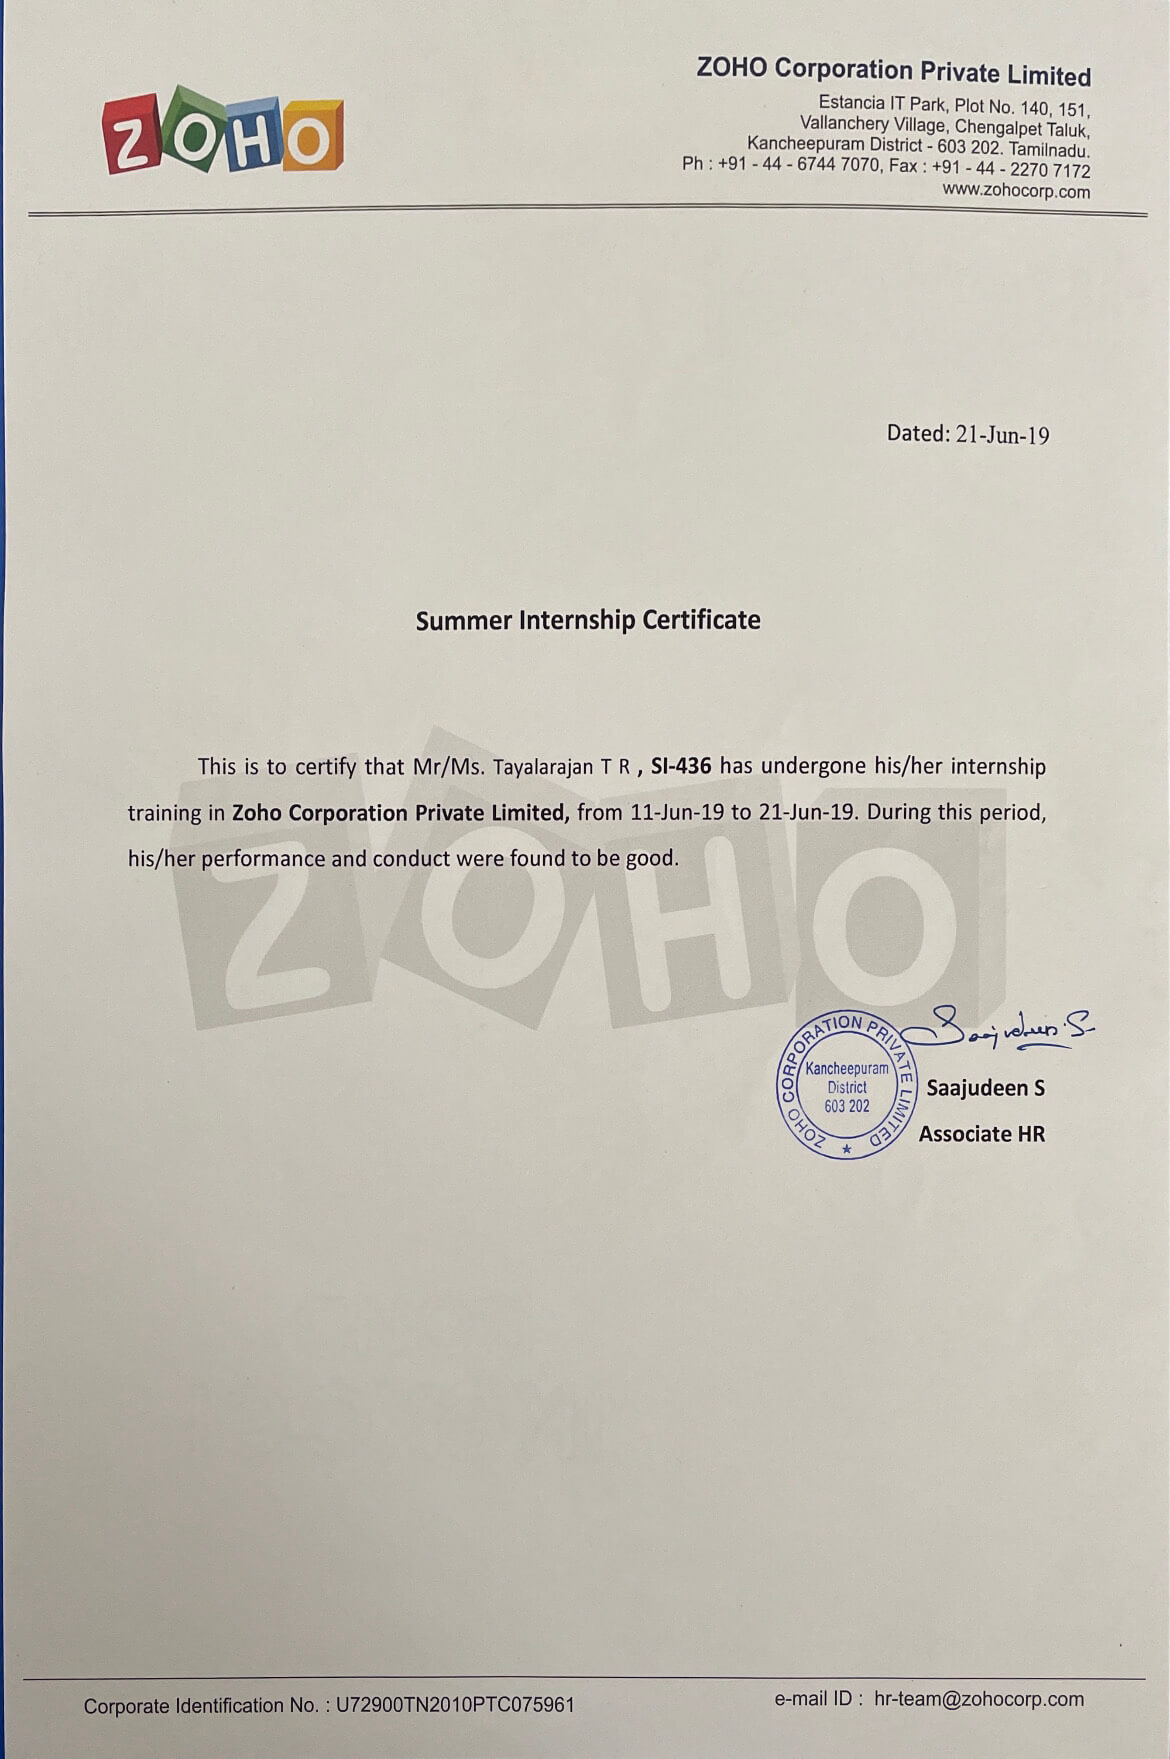 ZOHO
ZOHO Corporation Private Limited
Estancia IT Park, Plot No. 140, 151,
Vallanchery Village, Chengalpet Taluk,
Kancheepuram District - 603 202. Tamilnadu.
Ph : +91 - 44 - 6744 7070, Fax : +91 - 44 - 2270 7172
www.zohocorp.com
Dated: 21-Jun-19
Summer Internship Certificate
This is to certify that Mr/Ms. Tayalarajan T R , SI-436 has undergone his/her internship
training in Zoho Corporation Private Limited, from 11-Jun-19 to 21-Jun-19. During this period,
his/her performance and conduct were found to be good.
ZOHO
Saajudeen S
ZOHO CORPORATION PRIVATE LIMITED
Kancheepuram
District
603 202
★
Saajudeen S
Associate HR
Corporate Identification No. : U72900TN2010PTC075961
e-mail ID : hr-team@zohocorp.com